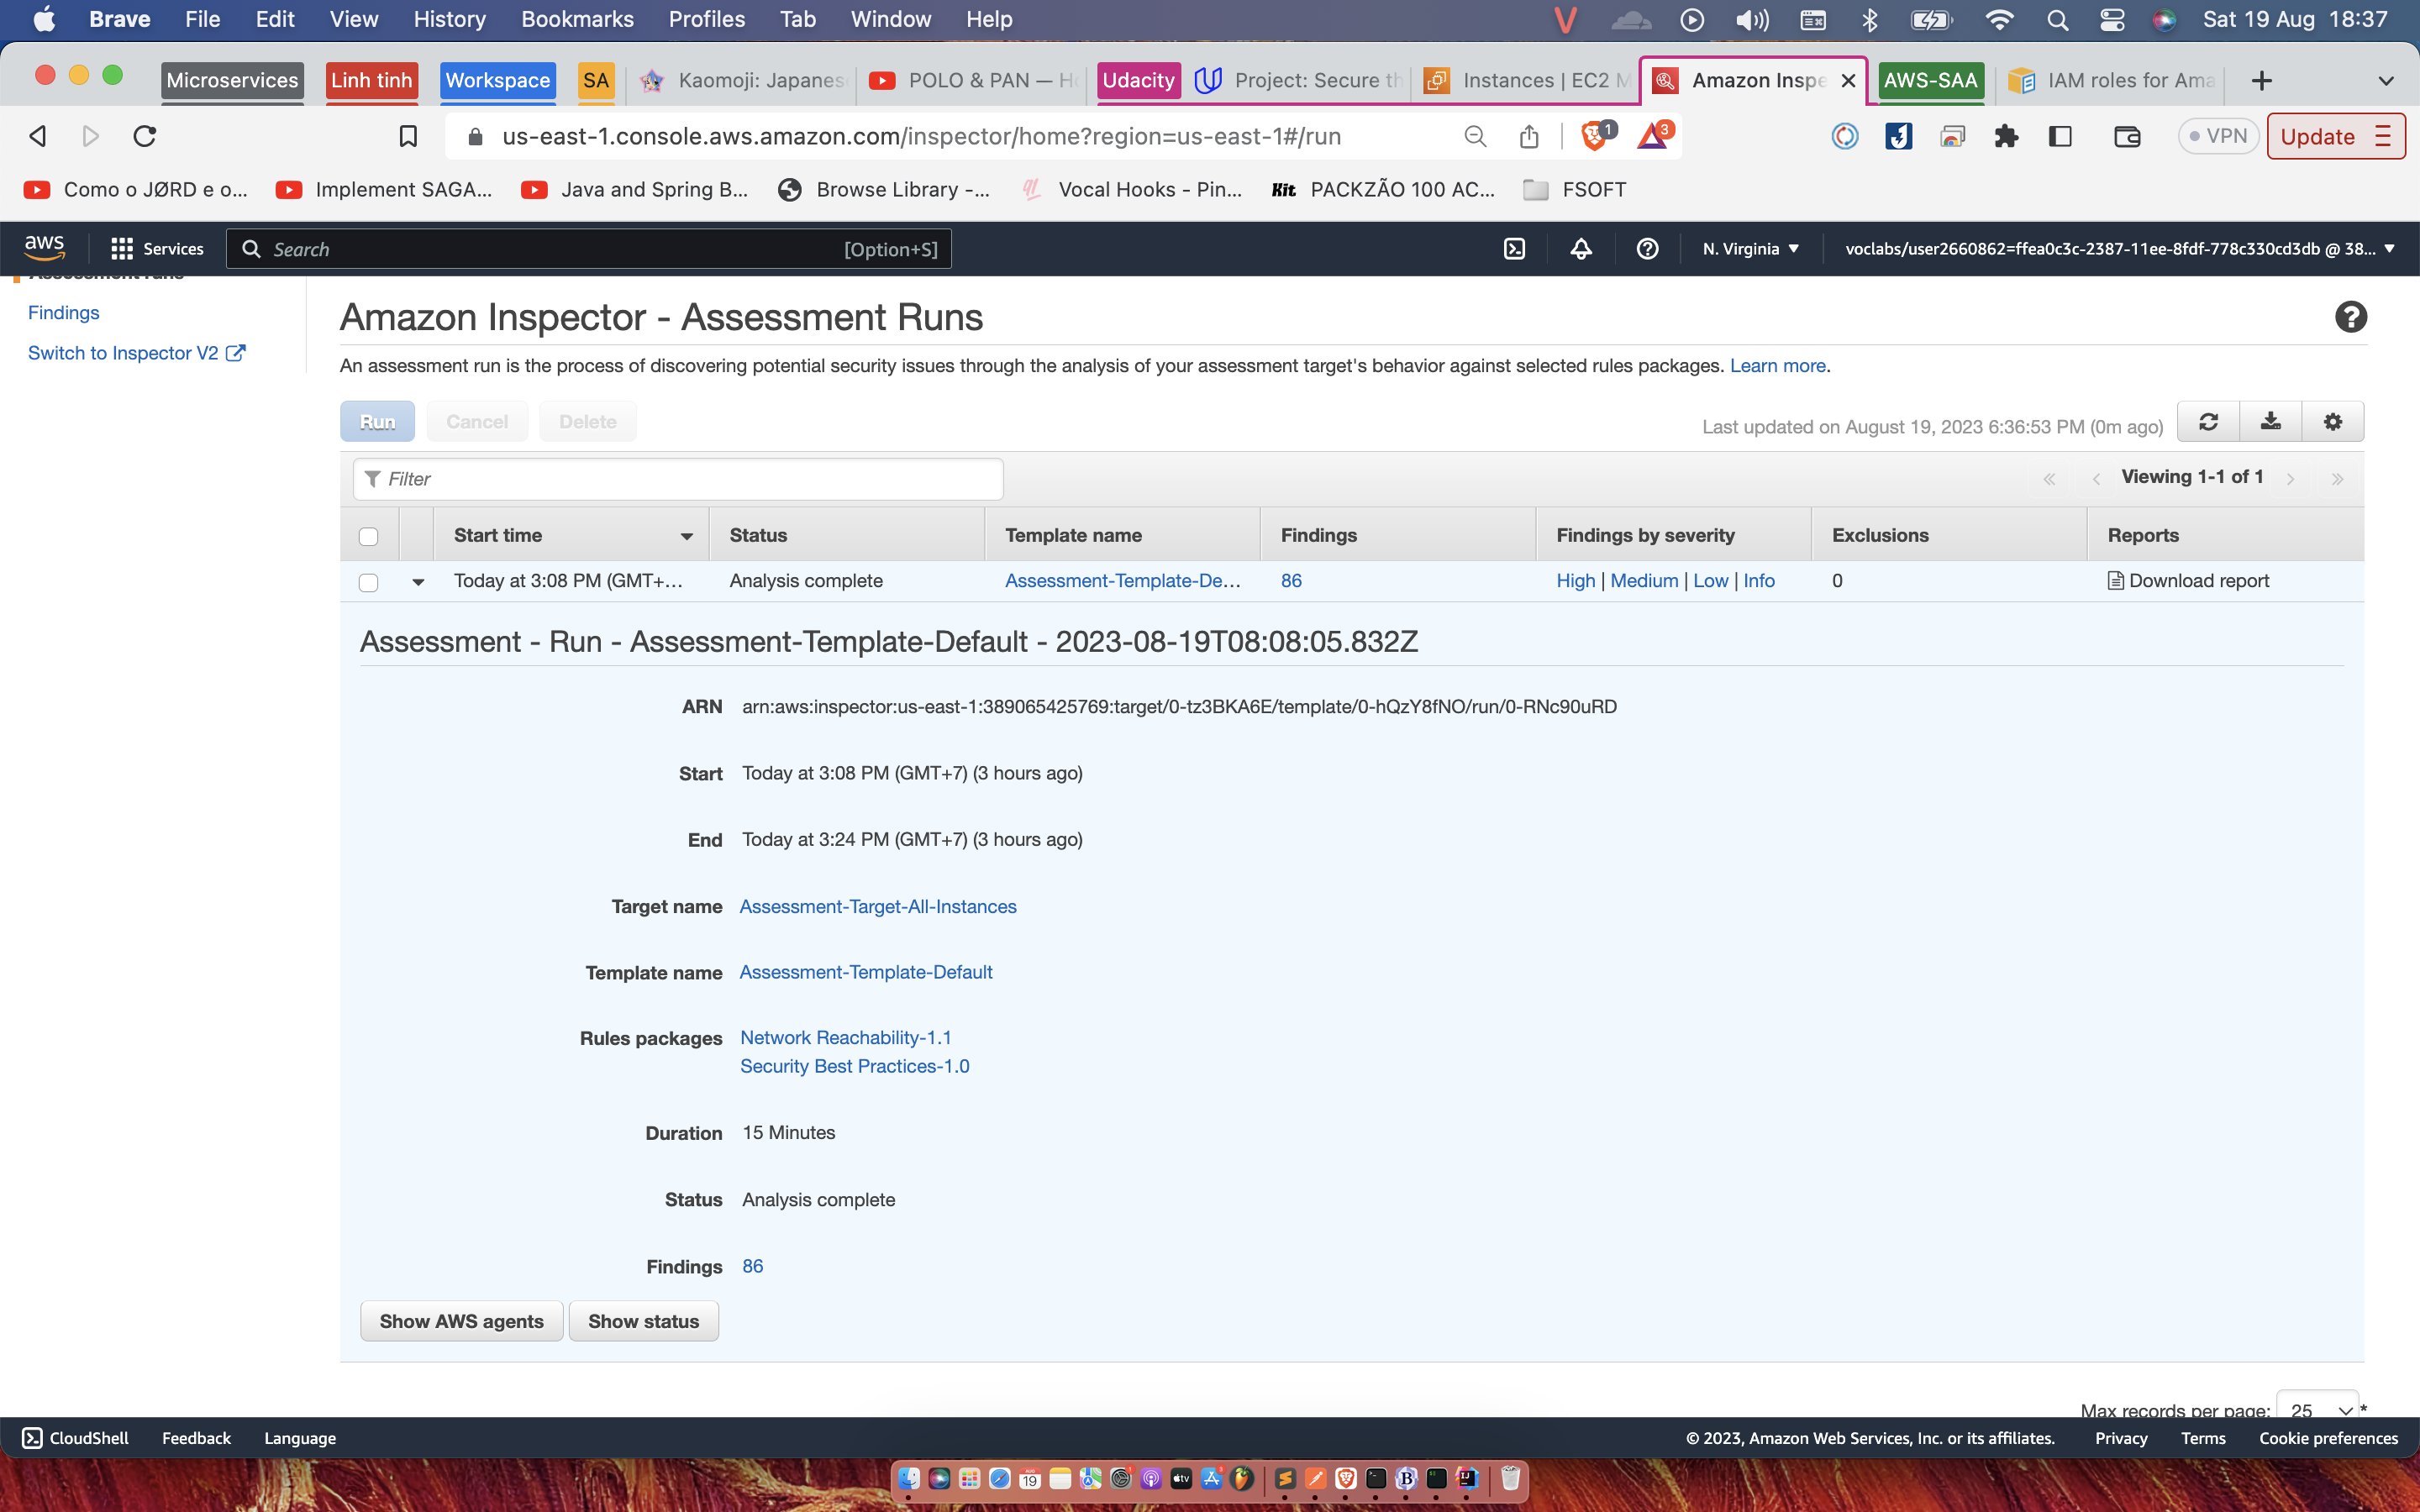 Brave File Edit View History Bookmarks Profiles Tab Window Help Sat 19 Aug 18:37
Microservices Linh tinh Workspace SA Kaomoji: Japanes POLO & PAN — H Udacity Project: Secure th Instances | EC2 M Amazon Inspe AWS-SAA IAM roles for Ama
us-east-1.console.aws.amazon.com/inspector/home?region=us-east-1#/run 1 3 VPN Update
Como o JØRD e o... Implement SAGA... Java and Spring B... Browse Library -... Vocal Hooks - Pin... Kit PACKZÃO 100 AC... FSOFT
aws Services Search [Option+S] N. Virginia voclabs/user2660862=ffea0c3c-2387-11ee-8fdf-778c330cd3db @ 38...
Assessment runs
Findings
Switch to Inspector V2
Amazon Inspector - Assessment Runs
An assessment run is the process of discovering potential security issues through the analysis of your assessment target's behavior against selected rules packages. Learn more.
Run Cancel Delete Last updated on August 19, 2023 6:36:53 PM (0m ago)
Filter « ‹ Viewing 1-1 of 1 › »
Start time Status Template name Findings Findings by severity Exclusions Reports
Today at 3:08 PM (GMT+... Analysis complete Assessment-Template-De... 86 High | Medium | Low | Info 0 Download report
Assessment - Run - Assessment-Template-Default - 2023-08-19T08:08:05.832Z
ARN arn:aws:inspector:us-east-1:389065425769:target/0-tz3BKA6E/template/0-hQzY8fNO/run/0-RNc90uRD
Start Today at 3:08 PM (GMT+7) (3 hours ago)
End Today at 3:24 PM (GMT+7) (3 hours ago)
Target name Assessment-Target-All-Instances
Template name Assessment-Template-Default
Rules packages Network Reachability-1.1
Security Best Practices-1.0
Duration 15 Minutes
Status Analysis complete
Findings 86
Show AWS agents Show status
Max records per page: 25 *
CloudShell Feedback Language © 2023, Amazon Web Services, Inc. or its affiliates. Privacy Terms Cookie preferences